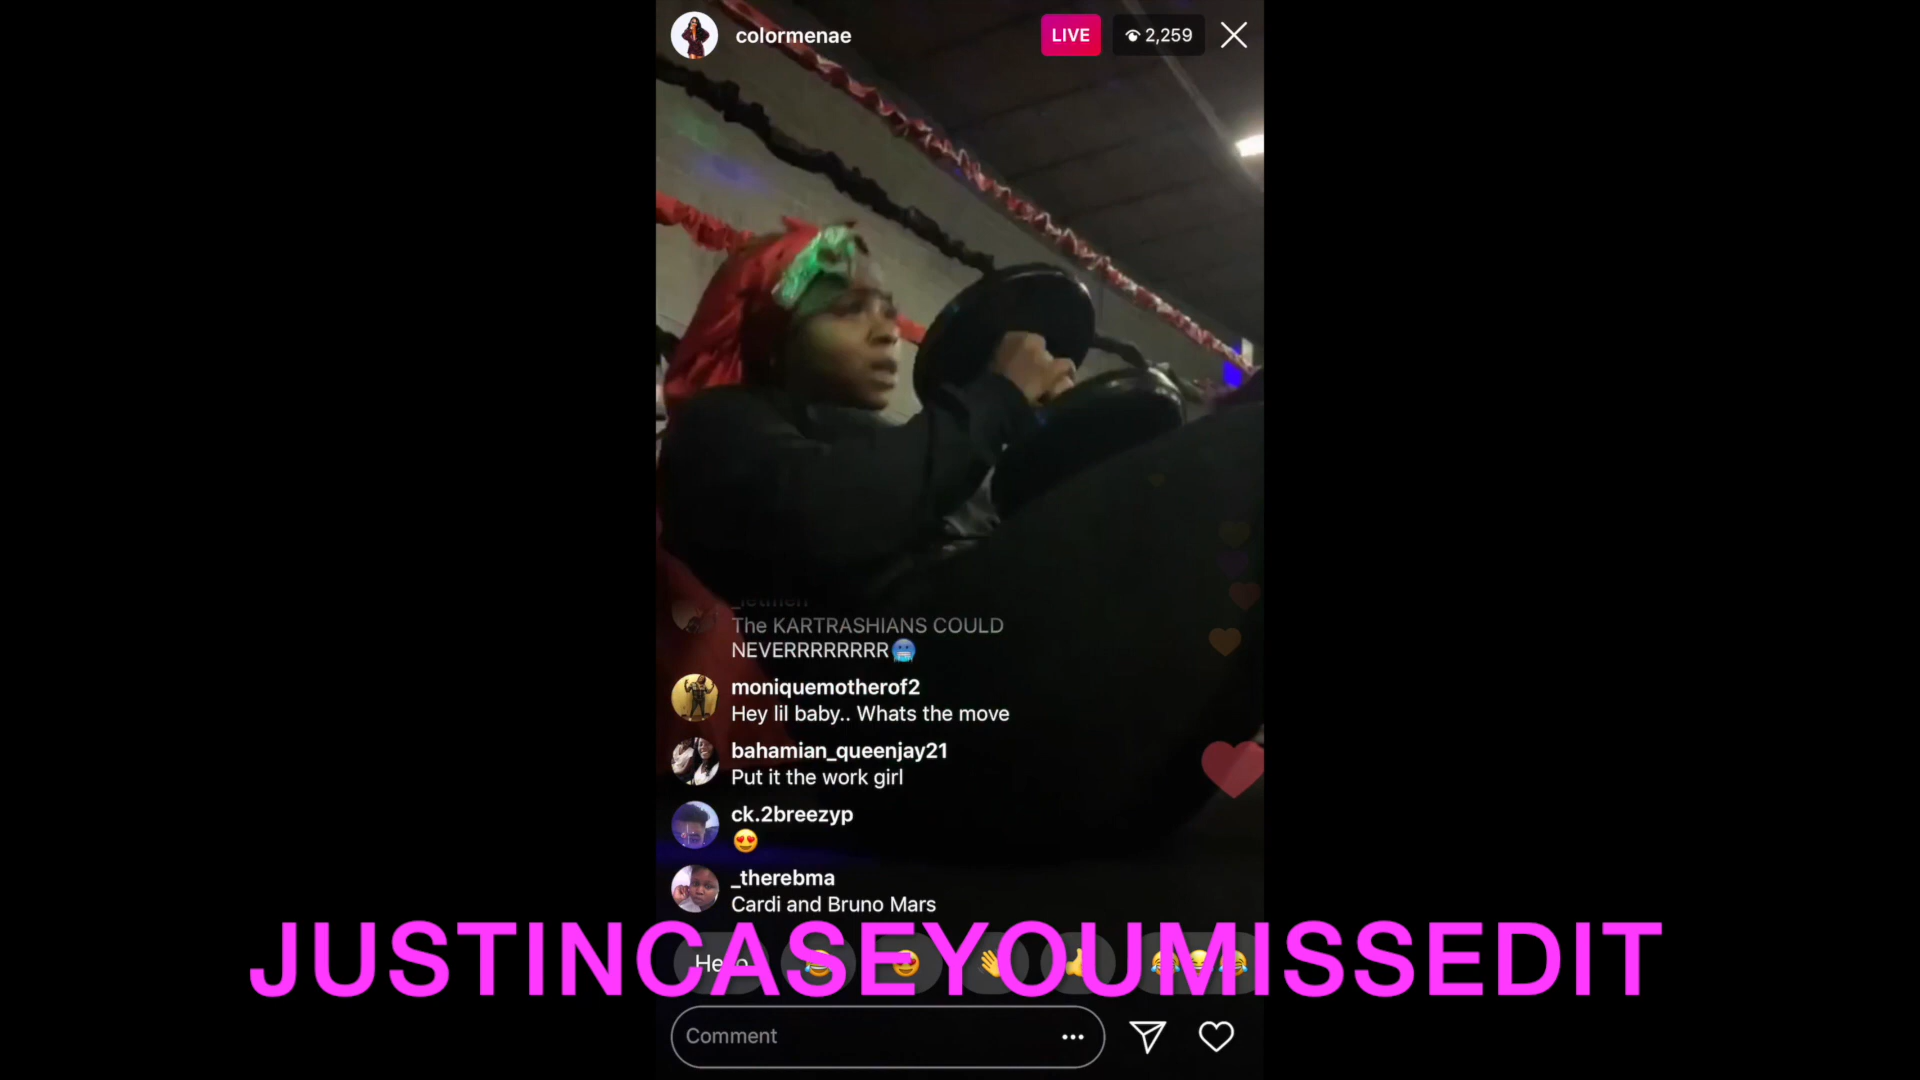 colormenae
LIVE
2,259
The KARTRASHIANS COULD
NEVERRRRRRRR🥶
moniquemotherof2
Hey lil baby.. Whats the move
bahamian_queenjay21
Put it the work girl
ck.2breezyp
😍
_therebma
Cardi and Bruno Mars
JUSTINCASEYOUMISSEDIT
Comment